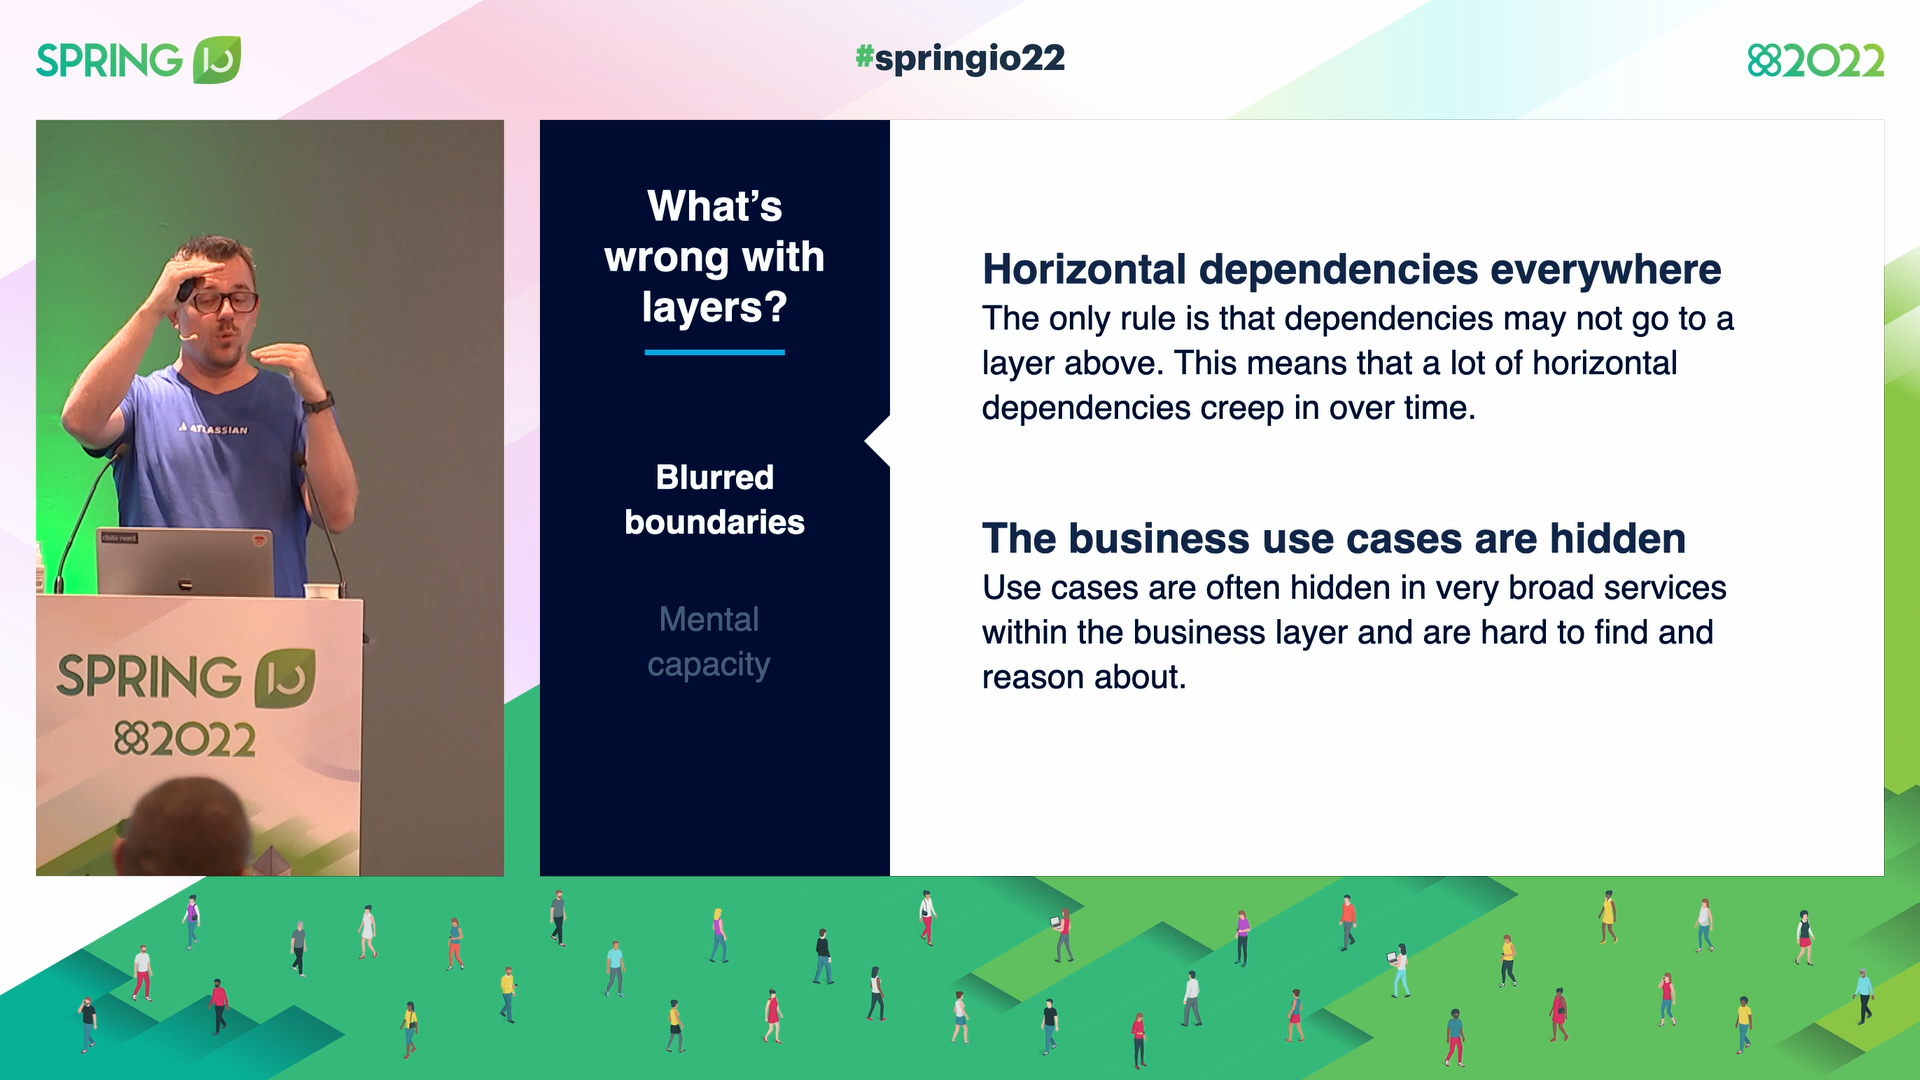 SPRING IO
#springio22
2022
What's
wrong with
layers?
Blurred
boundaries
Mental
capacity
Horizontal dependencies everywhere
The only rule is that dependencies may not go to a
layer above. This means that a lot of horizontal
dependencies creep in over time.
The business use cases are hidden
Use cases are often hidden in very broad services
within the business layer and are hard to find and
reason about.
ATLASSIAN
SPRING IO
2022